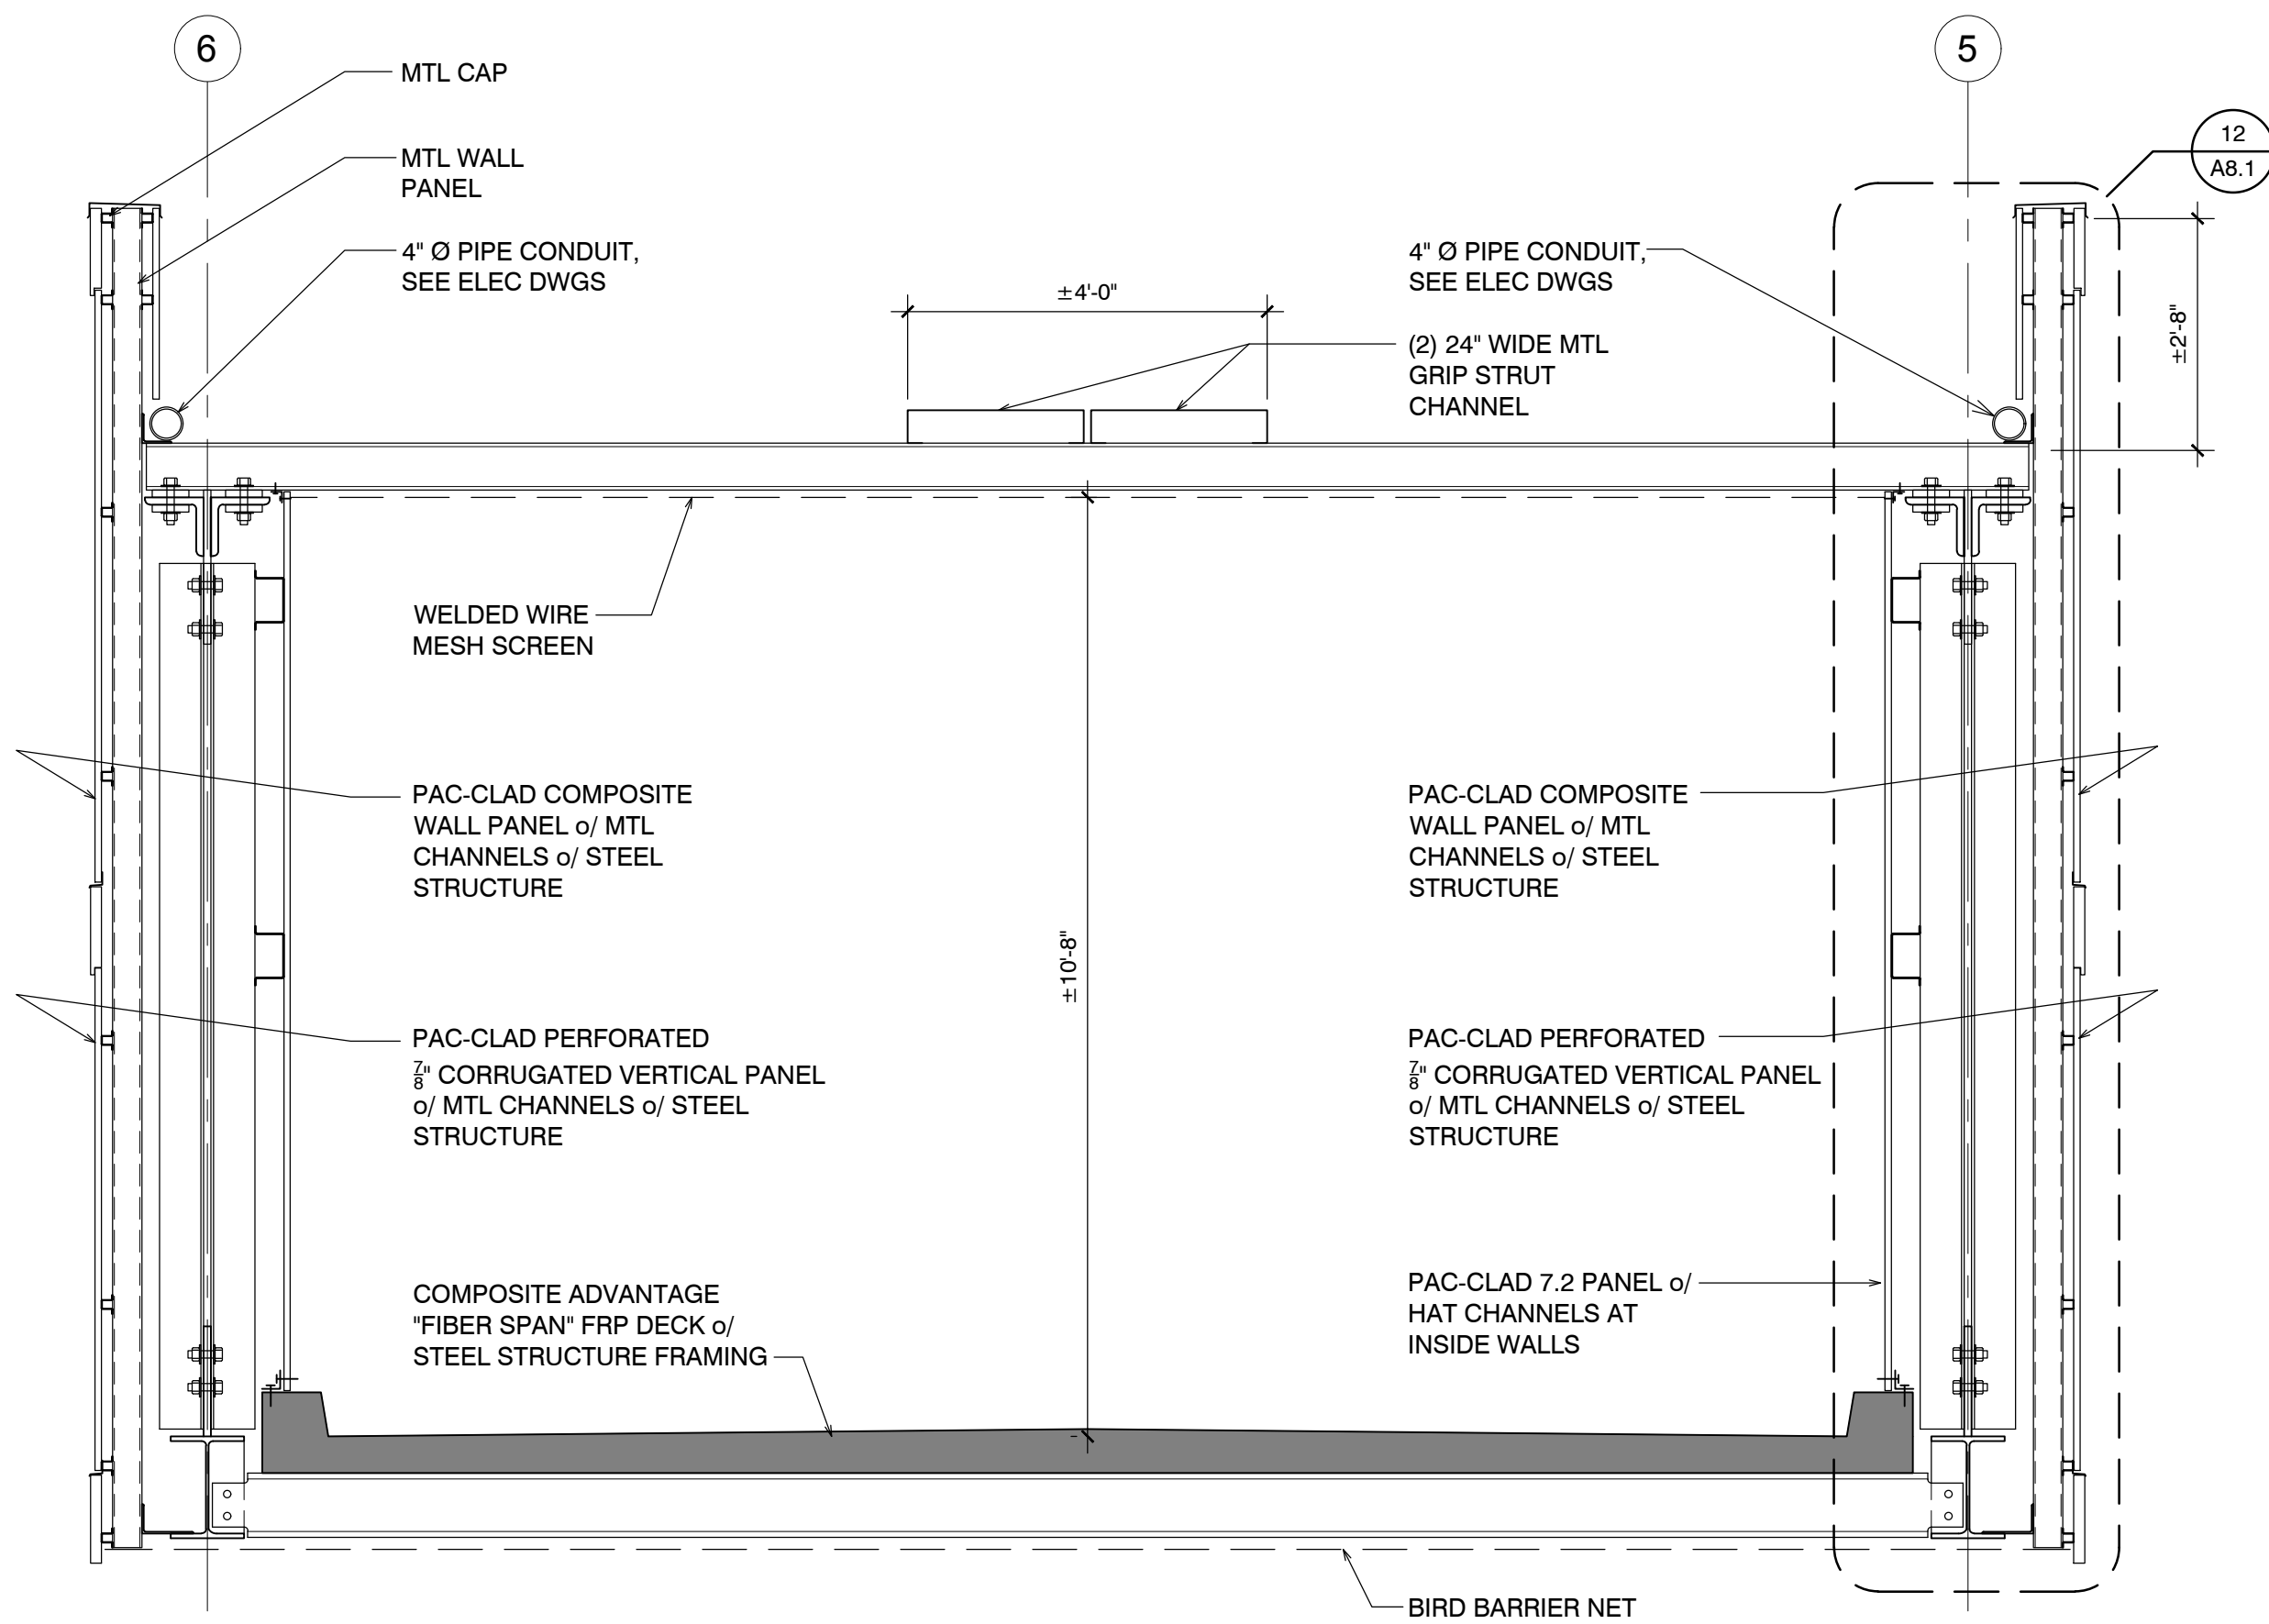 6
5
MTL CAP
12
A8.1
MTL WALL
PANEL
4" Ø PIPE CONDUIT,
SEE ELEC DWGS
4" Ø PIPE CONDUIT,
SEE ELEC DWGS
±4'-0"
±2'-8"
(2) 24" WIDE MTL
GRIP STRUT
CHANNEL
WELDED WIRE
MESH SCREEN
PAC-CLAD COMPOSITE
WALL PANEL o/ MTL
CHANNELS o/ STEEL
STRUCTURE
PAC-CLAD COMPOSITE
WALL PANEL o/ MTL
CHANNELS o/ STEEL
STRUCTURE
±10'-8"
PAC-CLAD PERFORATED
7/8" CORRUGATED VERTICAL PANEL
o/ MTL CHANNELS o/ STEEL
STRUCTURE
PAC-CLAD PERFORATED
7/8" CORRUGATED VERTICAL PANEL
o/ MTL CHANNELS o/ STEEL
STRUCTURE
COMPOSITE ADVANTAGE
"FIBER SPAN" FRP DECK o/
STEEL STRUCTURE FRAMING
PAC-CLAD 7.2 PANEL o/
HAT CHANNELS AT
INSIDE WALLS
BIRD BARRIER NET